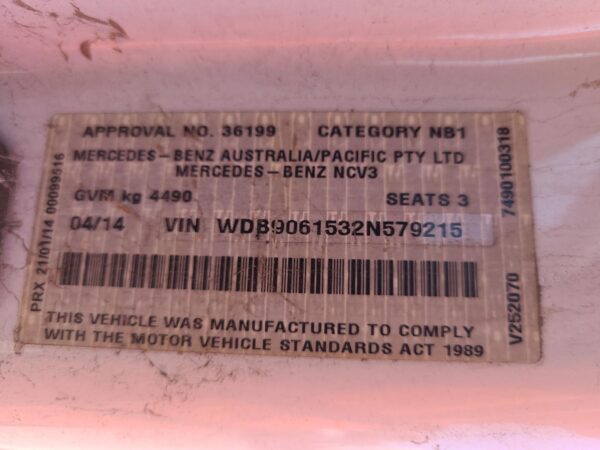 APPROVAL NO. 36199 CATEGORY NB1
MERCEDES-BENZ AUSTRALIA/PACIFIC PTY LTD
MERCEDES-BENZ NCV3
GVM kg 4490 SEATS 3
04/14 VIN WDB9061532N579215
THIS VEHICLE WAS MANUFACTURED TO COMPLY
WITH THE MOTOR VEHICLE STANDARDS ACT 1989
PRX 21/01/14 00099516
V252070 7490100318